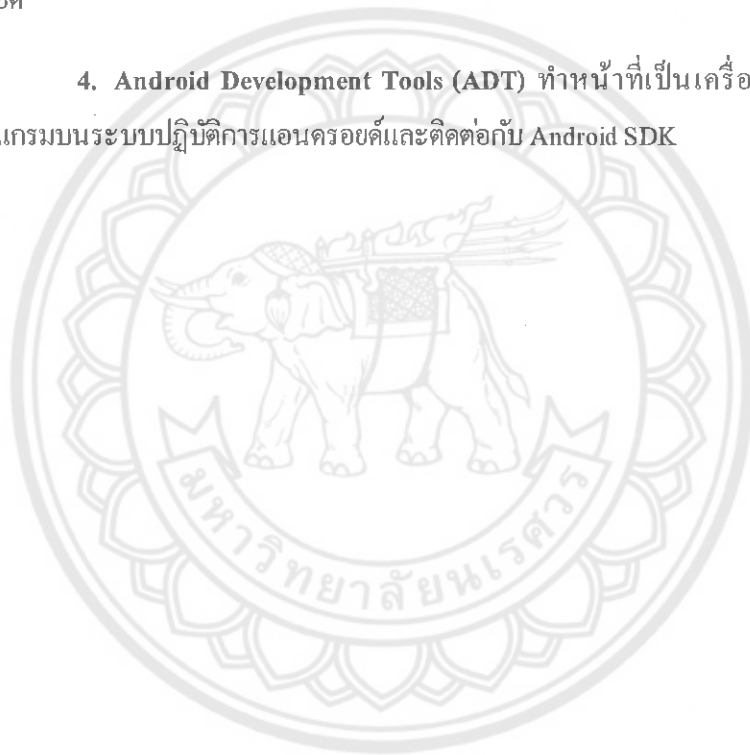 4. Android Development Tools (ADT) ทำหน้าที่เป็นเครื่อ
แกรมบนระบบปฏิบัติการแอนดรอยด์และติดต่อกับ Android SDK
มหาวิทยาลัยนเรศวร